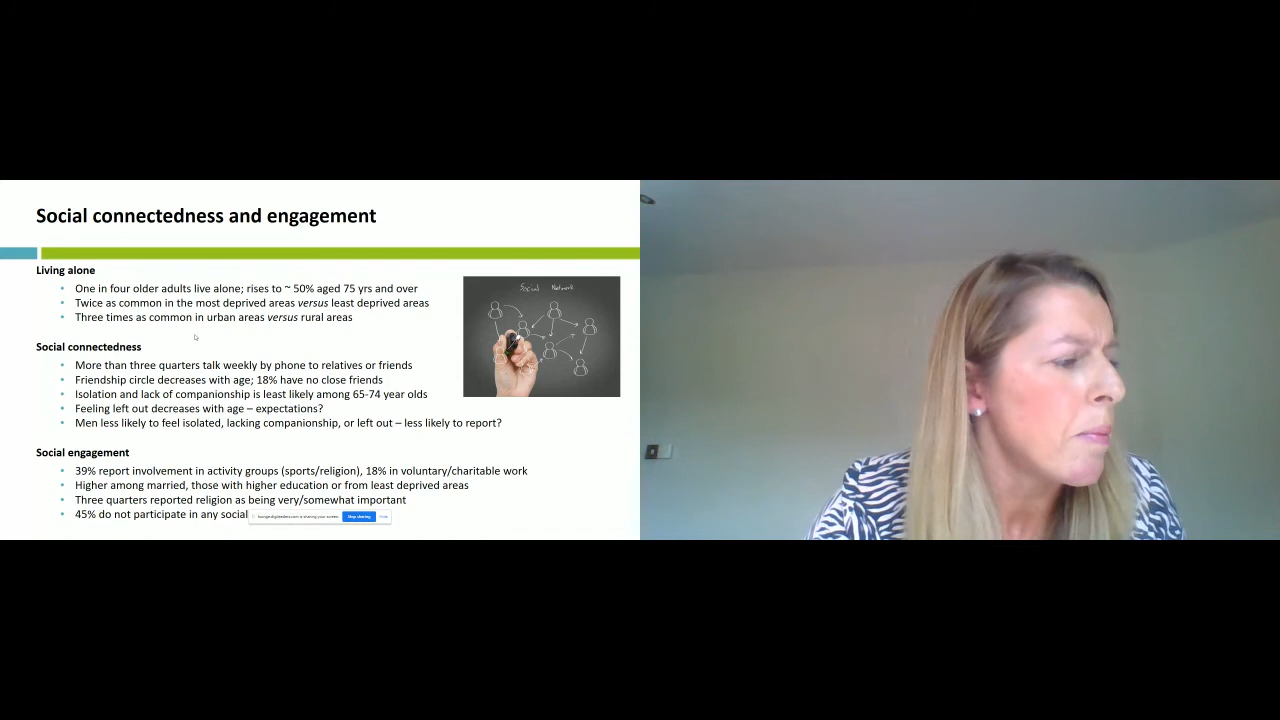 Social connectedness and engagement
Living alone
• One in four older adults live alone; rises to ~ 50% aged 75 yrs and over
• Twice as common in the most deprived areas versus least deprived areas
• Three times as common in urban areas versus rural areas
Social Network
Social connectedness
• More than three quarters talk weekly by phone to relatives or friends
• Friendship circle decreases with age; 18% have no close friends
• Isolation and lack of companionship is least likely among 65-74 year olds
• Feeling left out decreases with age – expectations?
• Men less likely to feel isolated, lacking companionship, or left out – less likely to report?
Social engagement
• 39% report involvement in activity groups (sports/religion), 18% in voluntary/charitable work
• Higher among married, those with higher education or from least deprived areas
• Three quarters reported religion as being very/somewhat important
• 45% do not participate in any social
is sharing your screen. Stop sharing Hide